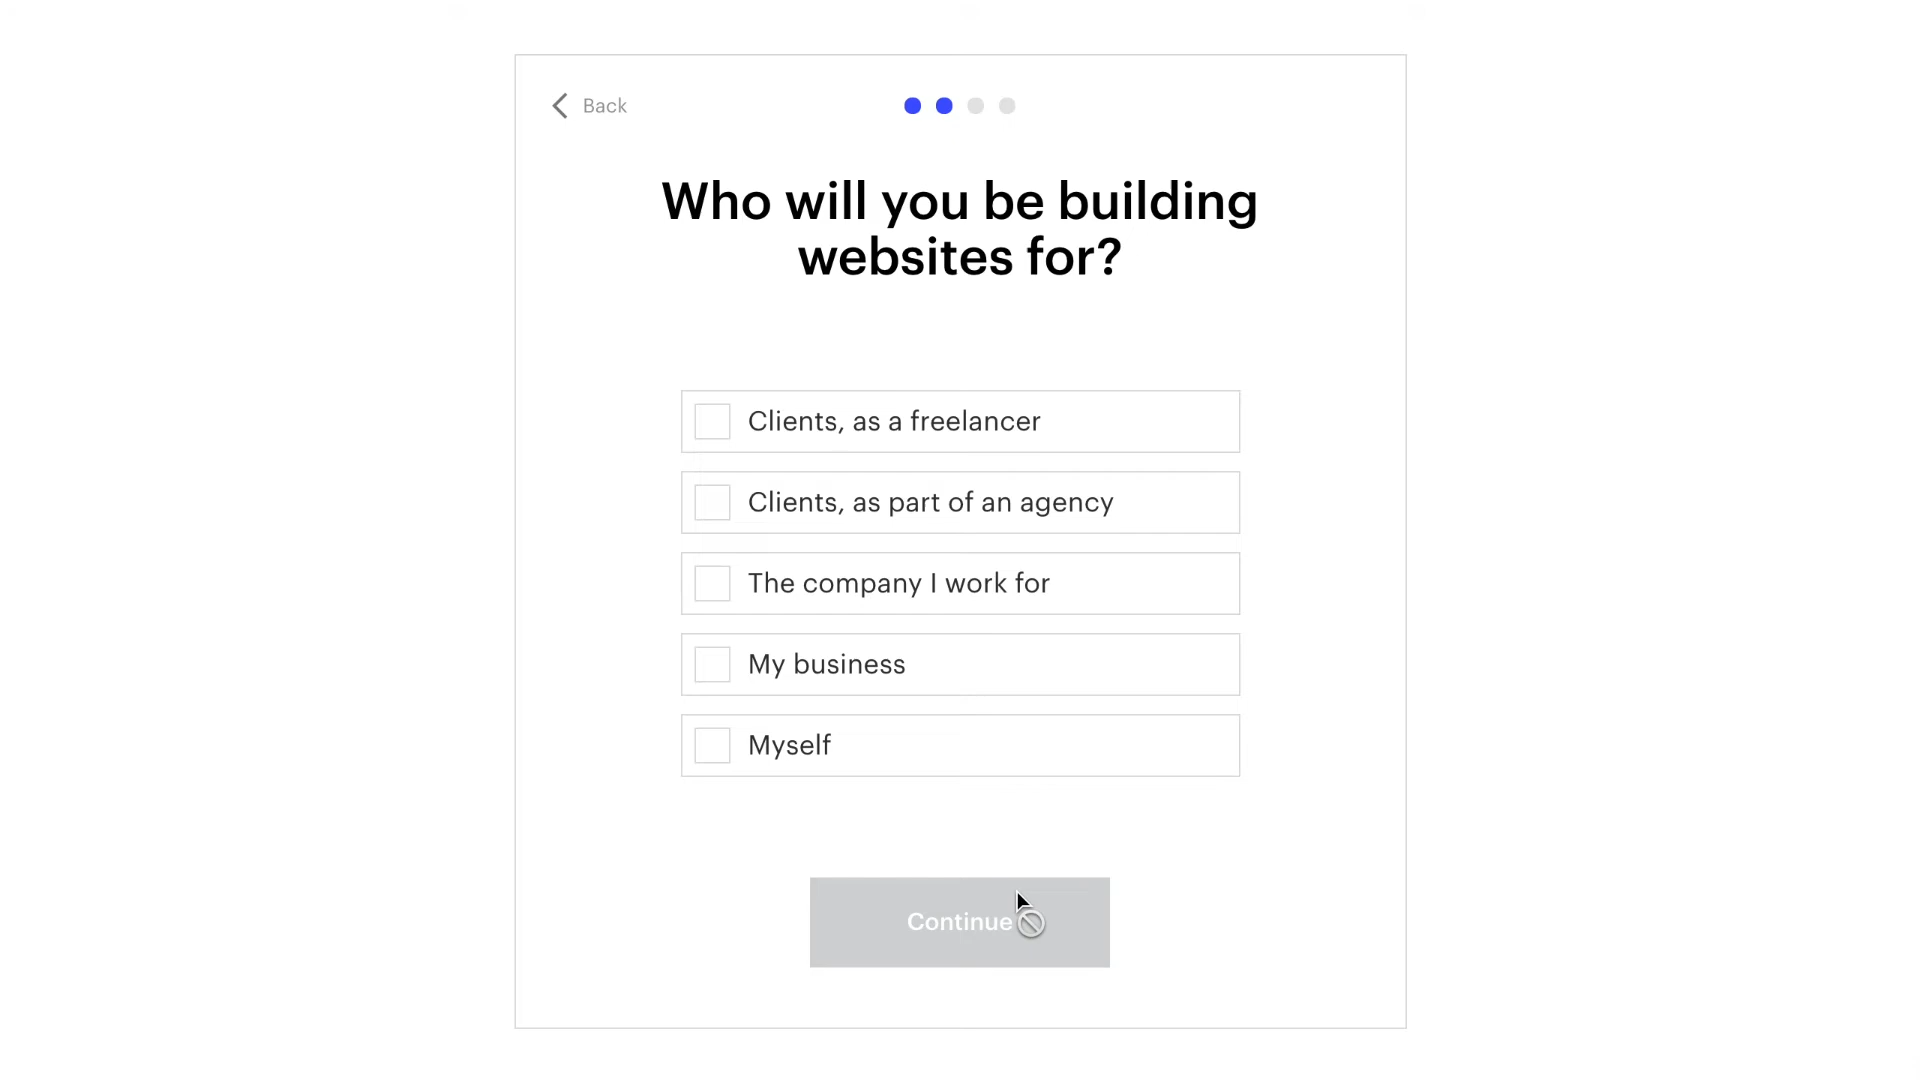 Back
Who will you be building
websites for?
Clients, as a freelancer
Clients, as part of an agency
The company I work for
My business
Myself
Continue